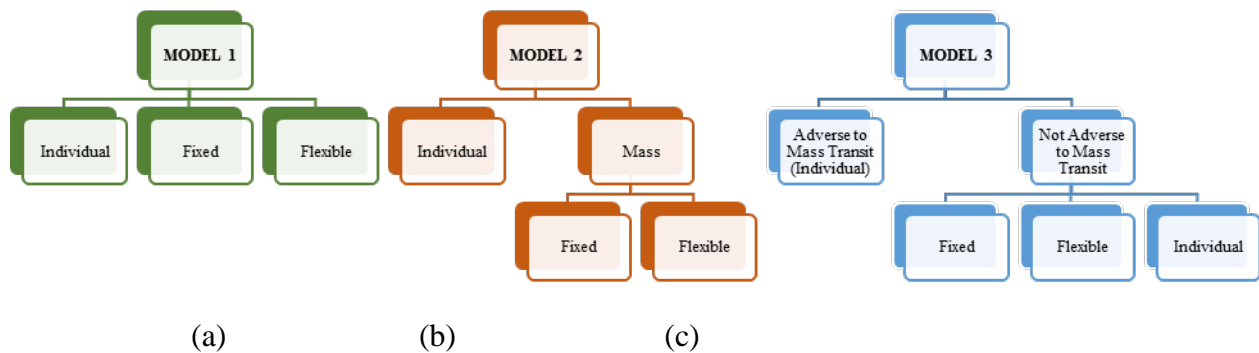 MODEL 1
Individual
Fixed
Flexible
MODEL 2
Individual
Mass
Fixed
Flexible
MODEL 3
Adverse to
Mass Transit
(Individual)
Not Adverse
to Mass
Transit
Fixed
Flexible
Individual
(a)
(b)
(c)